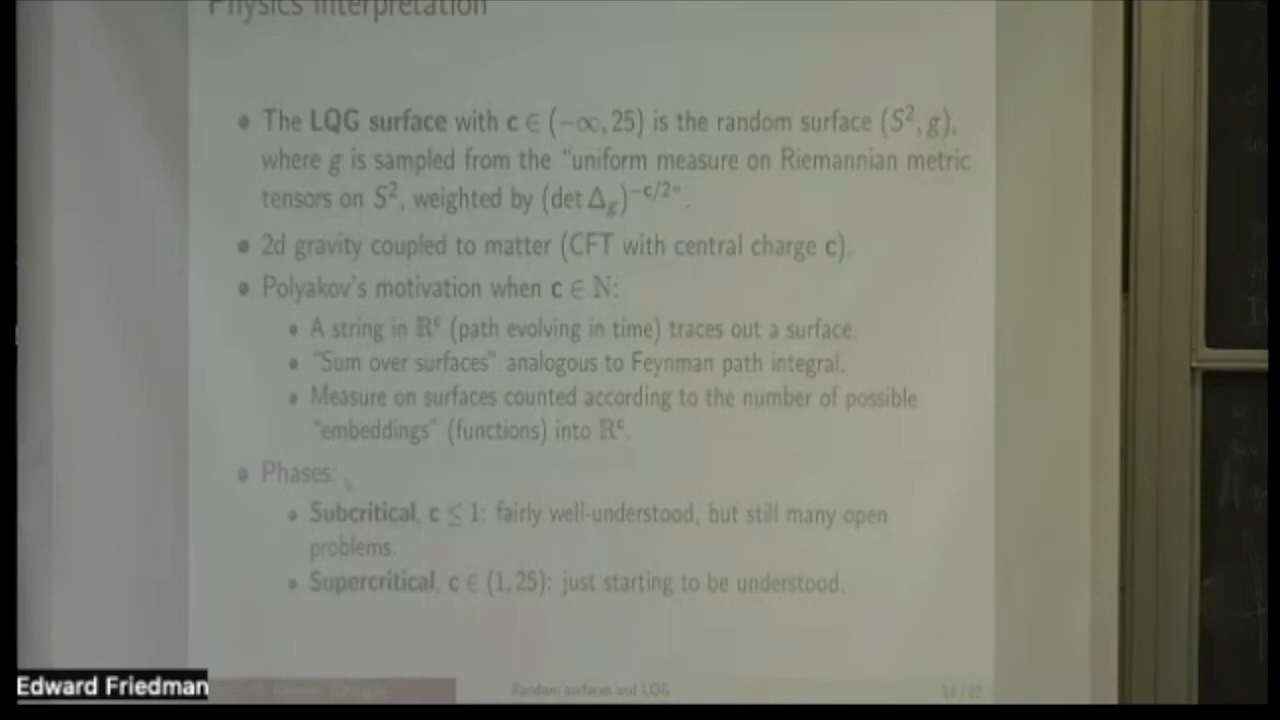 Physics Interpretation
• The LQG surface with c ∈ (−∞, 25) is the random surface (S², g),
where g is sampled from the "uniform measure on Riemannian metric
tensors on S², weighted by (det Δ_g)^{−c/2}".
• 2d gravity coupled to matter (CFT with central charge c).
• Polyakov's motivation when c ∈ ℕ:
• A string in ℝ^c (path evolving in time) traces out a surface.
• "Sum over surfaces" analogous to Feynman path integral.
• Measure on surfaces counted according to the number of possible
"embeddings" (functions) into ℝ^c.
• Phases:
• Subcritical, c ≤ 1: fairly well-understood, but still many open
problems.
• Supercritical, c ∈ (1, 25): just starting to be understood.
Edward Friedman
Random surfaces and LQG